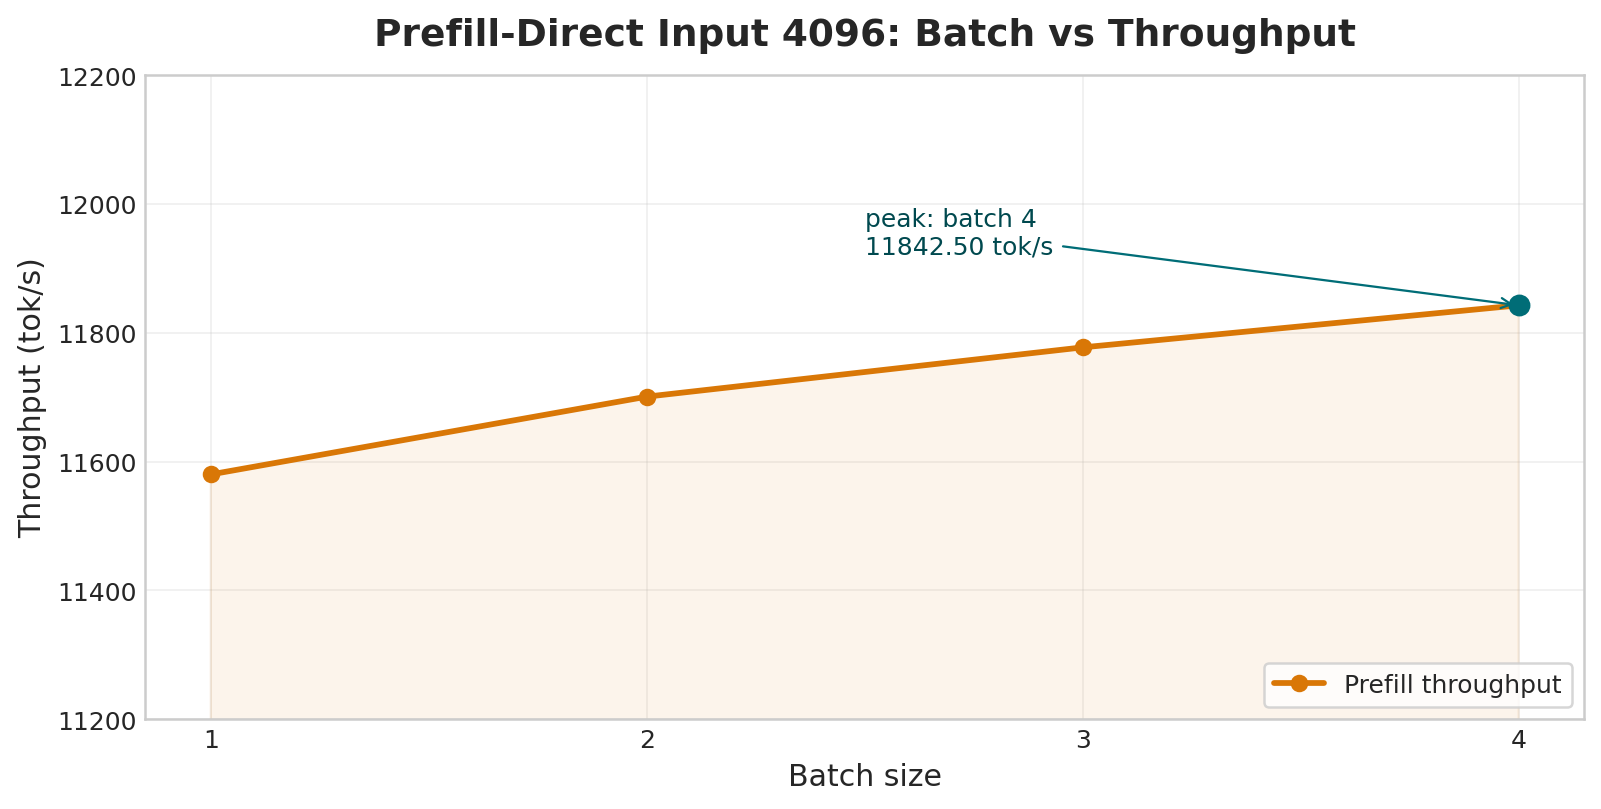 Prefill-Direct Input 4096: Batch vs Throughput
12200
12000
11800
11600
11400
11200
Throughput (tok/s)
peak: batch 4
11842.50 tok/s
Prefill throughput
1
2
3
4
Batch size